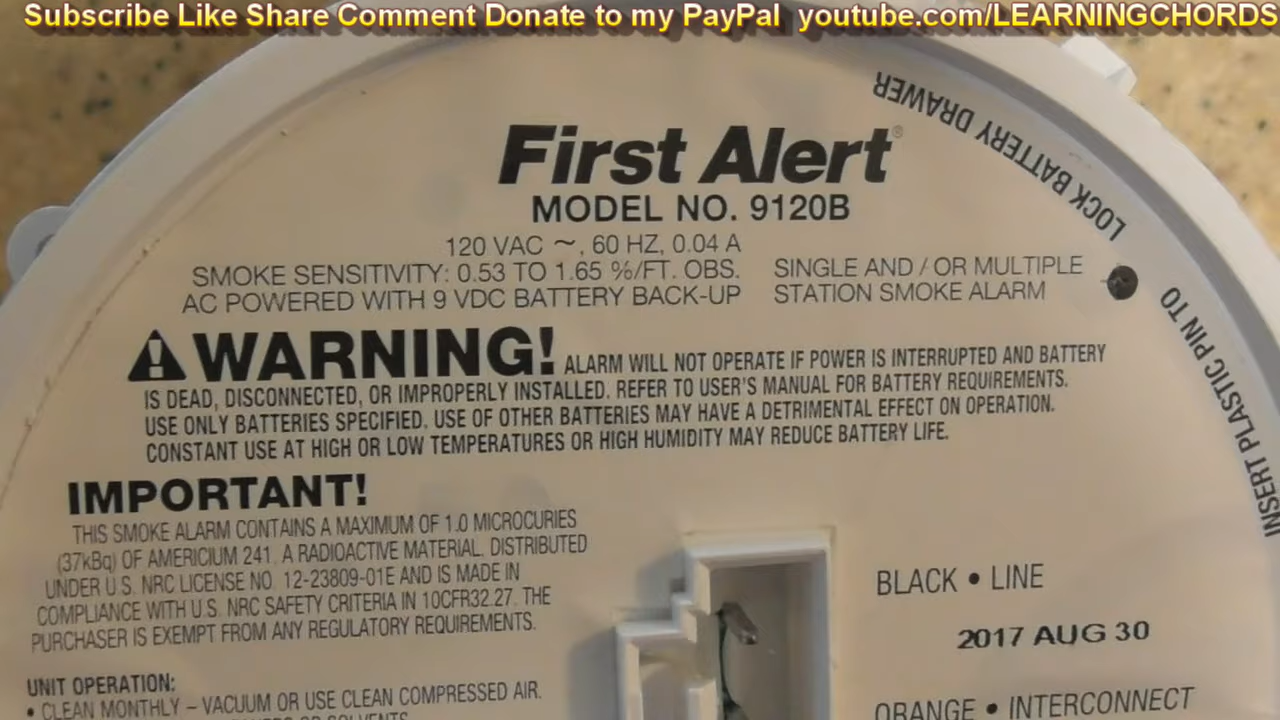 Subscribe Like Share Comment Donate to my PayPal youtube.com/LEARNINGCHORDS
First Alert®
MODEL NO. 9120B
120 VAC ~, 60 HZ, 0.04 A
SMOKE SENSITIVITY: 0.53 TO 1.65 %/FT. OBS.
AC POWERED WITH 9 VDC BATTERY BACK-UP
SINGLE AND / OR MULTIPLE
STATION SMOKE ALARM
INSERT PLASTIC PIN TO
LOCK BATTERY DRAWER
WARNING! ALARM WILL NOT OPERATE IF POWER IS INTERRUPTED AND BATTERY
IS DEAD, DISCONNECTED, OR IMPROPERLY INSTALLED. REFER TO USER'S MANUAL FOR BATTERY REQUIREMENTS.
USE ONLY BATTERIES SPECIFIED. USE OF OTHER BATTERIES MAY HAVE A DETRIMENTAL EFFECT ON OPERATION.
CONSTANT USE AT HIGH OR LOW TEMPERATURES OR HIGH HUMIDITY MAY REDUCE BATTERY LIFE.
IMPORTANT!
THIS SMOKE ALARM CONTAINS A MAXIMUM OF 1.0 MICROCURIES
(37kBq) OF AMERICIUM 241, A RADIOACTIVE MATERIAL. DISTRIBUTED
UNDER U.S. NRC LICENSE NO. 12-23809-01E AND IS MADE IN
COMPLIANCE WITH U.S. NRC SAFETY CRITERIA IN 10CFR32.27. THE
PURCHASER IS EXEMPT FROM ANY REGULATORY REQUIREMENTS.
UNIT OPERATION:
• CLEAN MONTHLY – VACUUM OR USE CLEAN COMPRESSED AIR.
BLACK • LINE
2017 AUG 30
ORANGE • INTERCONNECT